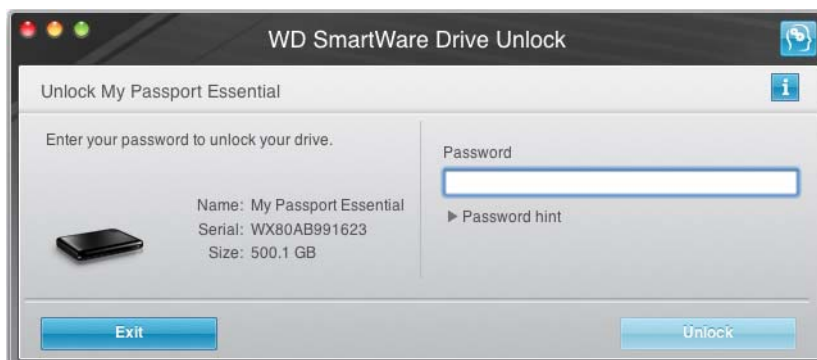 WD SmartWare Drive Unlock
Unlock My Passport Essential
i
Enter your password to unlock your drive.
Name: My Passport Essential
Serial: WX80AB991623
Size: 500.1 GB
Password
Password hint
Exit
Unlock